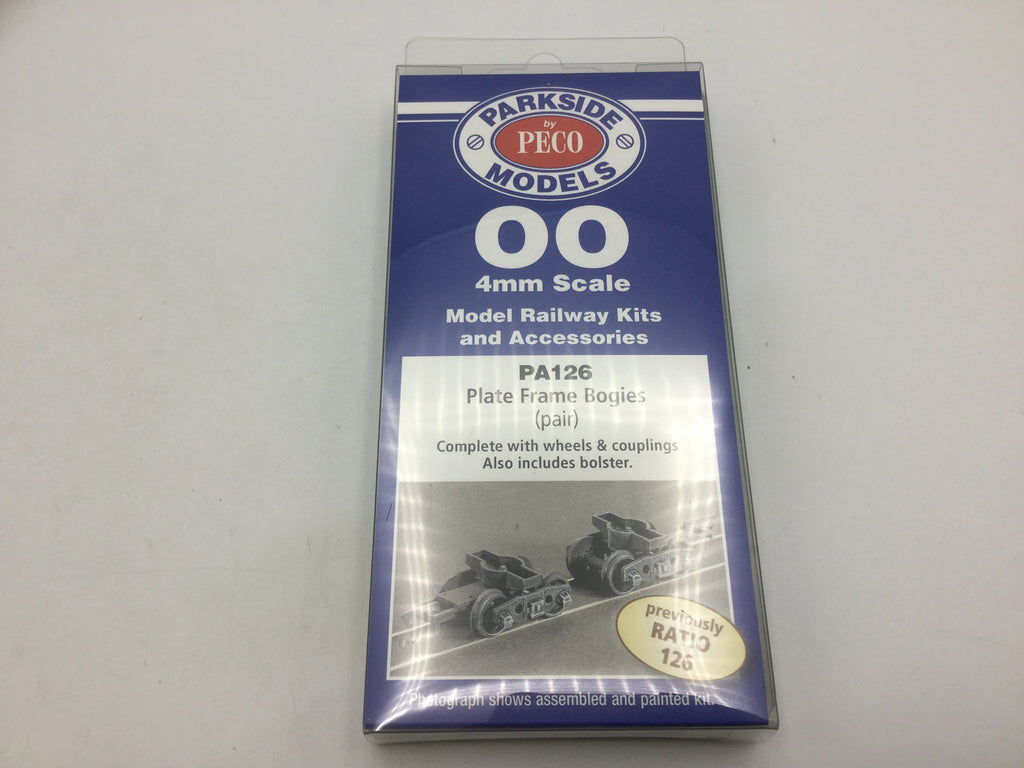 PARKSIDE
by
PECO
MODELS
OO
4mm Scale
Model Railway Kits
and Accessories
PA126
Plate Frame Bogies
(pair)
Complete with wheels & couplings
Also includes bolster.
previously
RATIO
126
Photograph shows assembled and painted kit.